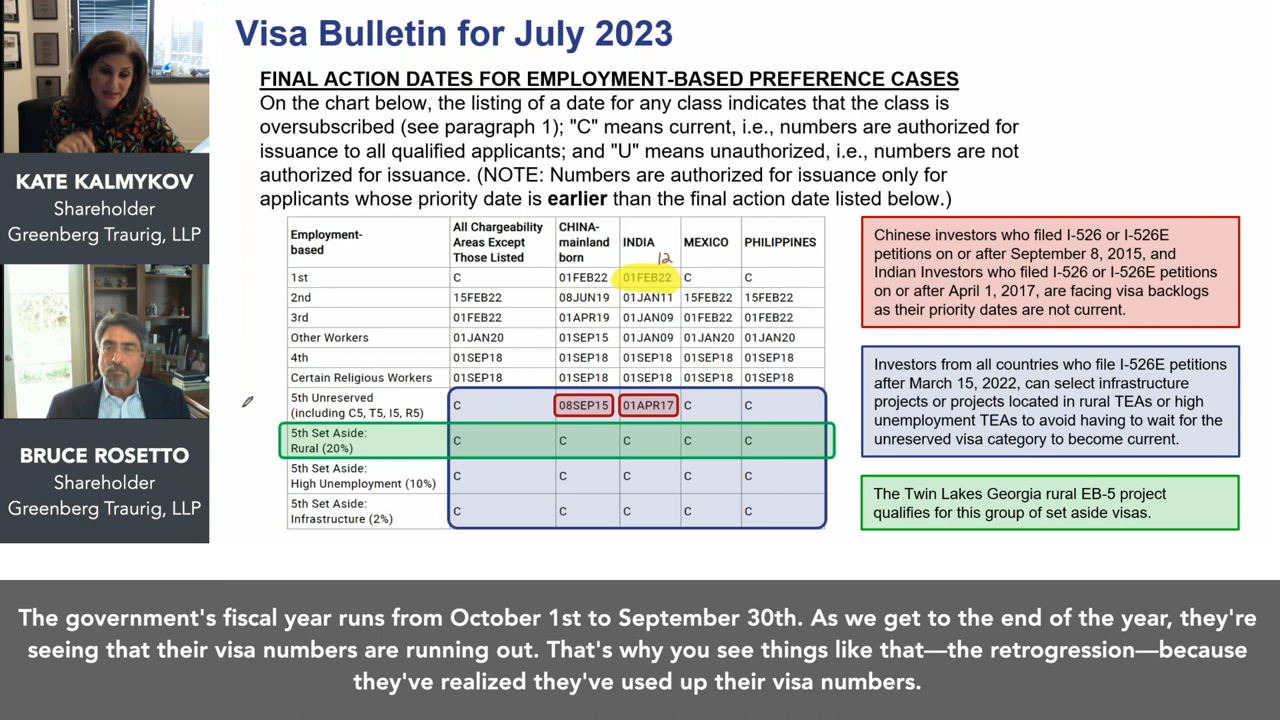 Visa Bulletin for July 2023
KATE KALMYKOV
Shareholder
Greenberg Traurig, LLP
BRUCE ROSETTO
Shareholder
Greenberg Traurig, LLP
FINAL ACTION DATES FOR EMPLOYMENT-BASED PREFERENCE CASES
On the chart below, the listing of a date for any class indicates that the class is
oversubscribed (see paragraph 1); "C" means current, i.e., numbers are authorized for
issuance to all qualified applicants; and "U" means unauthorized, i.e., numbers are not
authorized for issuance. (NOTE: Numbers are authorized for issuance only for
applicants whose priority date is earlier than the final action date listed below.)
Employment-
based
All Chargeability
Areas Except
Those Listed
CHINA-
mainland
born
INDIA
MEXICO
PHILIPPINES
12
1st C 01FEB22 01FEB22 C C
2nd 15FEB22 08JUN19 01JAN11 15FEB22 15FEB22
3rd 01FEB22 01APR19 01JAN09 01FEB22 01FEB22
Other Workers 01JAN20 01SEP15 01JAN09 01JAN20 01JAN20
4th 01SEP18 01SEP18 01SEP18 01SEP18 01SEP18
Certain Religious Workers 01SEP18 01SEP18 01SEP18 01SEP18 01SEP18
5th Unreserved
(including C5, T5, I5, R5) C 08SEP15 01APR17 C C
5th Set Aside:
Rural (20%) C C C C C
5th Set Aside:
High Unemployment (10%) C C C C C
5th Set Aside:
Infrastructure (2%) C C C C C
Chinese investors who filed I-526 or I-526E
petitions on or after September 8, 2015, and
Indian Investors who filed I-526 or I-526E petitions
on or after April 1, 2017, are facing visa backlogs
as their priority dates are not current.
Investors from all countries who file I-526E petitions
after March 15, 2022, can select infrastructure
projects or projects located in rural TEAs or high
unemployment TEAs to avoid having to wait for the
unreserved visa category to become current.
The Twin Lakes Georgia rural EB-5 project
qualifies for this group of set aside visas.
The government's fiscal year runs from October 1st to September 30th. As we get to the end of the year, they're
seeing that their visa numbers are running out. That's why you see things like that—the retrogression—because
they've realized they've used up their visa numbers.